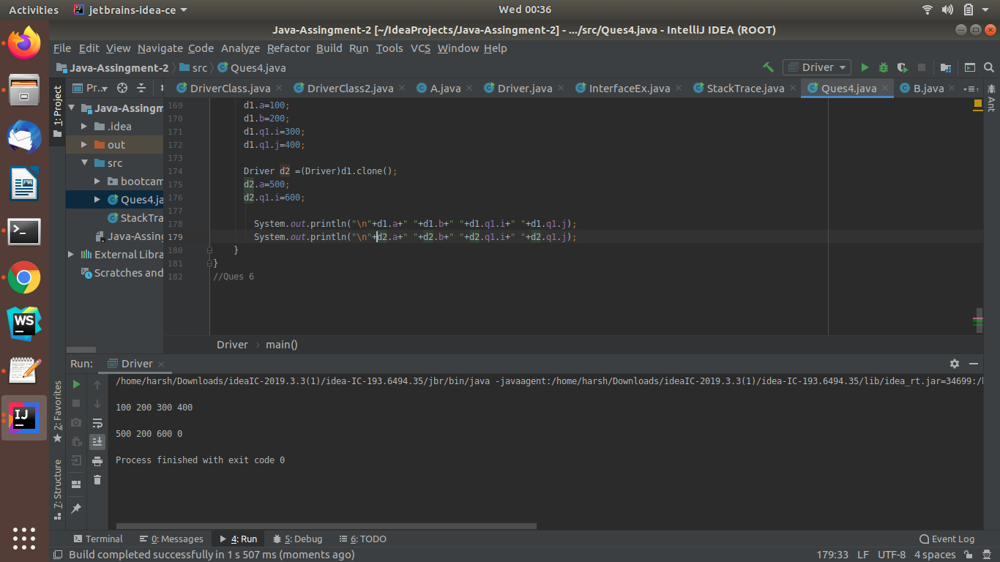 Activities jetbrains-idea-ce Wed 00:36
Java-Assingment-2 [~/IdeaProjects/Java-Assingment-2] - .../src/Ques4.java - IntelliJ IDEA (ROOT)
File Edit View Navigate Code Analyze Refactor Build Run Tools VCS Window Help
Java-Assingment-2 src Ques4.java Driver
Pr... DriverClass.java DriverClass2.java A.java Driver.java InterfaceEx.java StackTrace.java Ques4.java B.java
1: Project
Java-Assingm
.idea
out
src
bootcam
Ques4.ja
StackTra
Java-Assing
External Libra
Scratches and
169 d1.a=100;
170 d1.b=200;
171 d1.q1.i=300;
172 d1.q1.j=400;
173
174 Driver d2 =(Driver)d1.clone();
175 d2.a=500;
176 d2.q1.i=600;
177
178 System.out.println("\n"+d1.a+" "+d1.b+" "+d1.q1.i+" "+d1.q1.j);
179 System.out.println("\n"+d2.a+" "+d2.b+" "+d2.q1.i+" "+d2.q1.j);
180 }
181 }
182 //Ques 6
Ant
Driver › main()
Run: Driver
/home/harsh/Downloads/ideaIC-2019.3.3(1)/idea-IC-193.6494.35/jbr/bin/java -javaagent:/home/harsh/Downloads/ideaIC-2019.3.3(1)/idea-IC-193.6494.35/lib/idea_rt.jar=34699:/h
100 200 300 400
500 200 600 0
Process finished with exit code 0
2: Favorites
7: Structure
WS
IJ
Terminal 0: Messages 4: Run 5: Debug 6: TODO Event Log
Build completed successfully in 1 s 507 ms (moments ago) 179:33 LF UTF-8 4 spaces